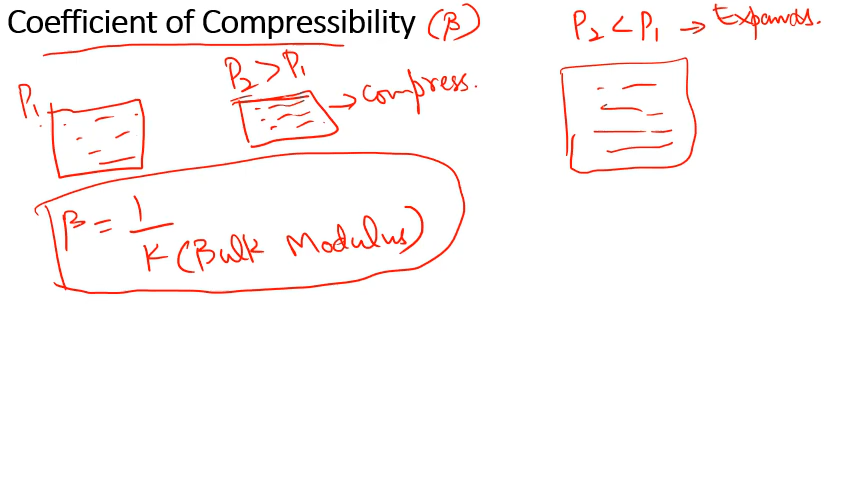 Coefficient of Compressibility (β)
P₂ < P₁ → Expands.
P₁
P₂ > P₁
→ compress.
β = 1/K (Bulk Modulus)